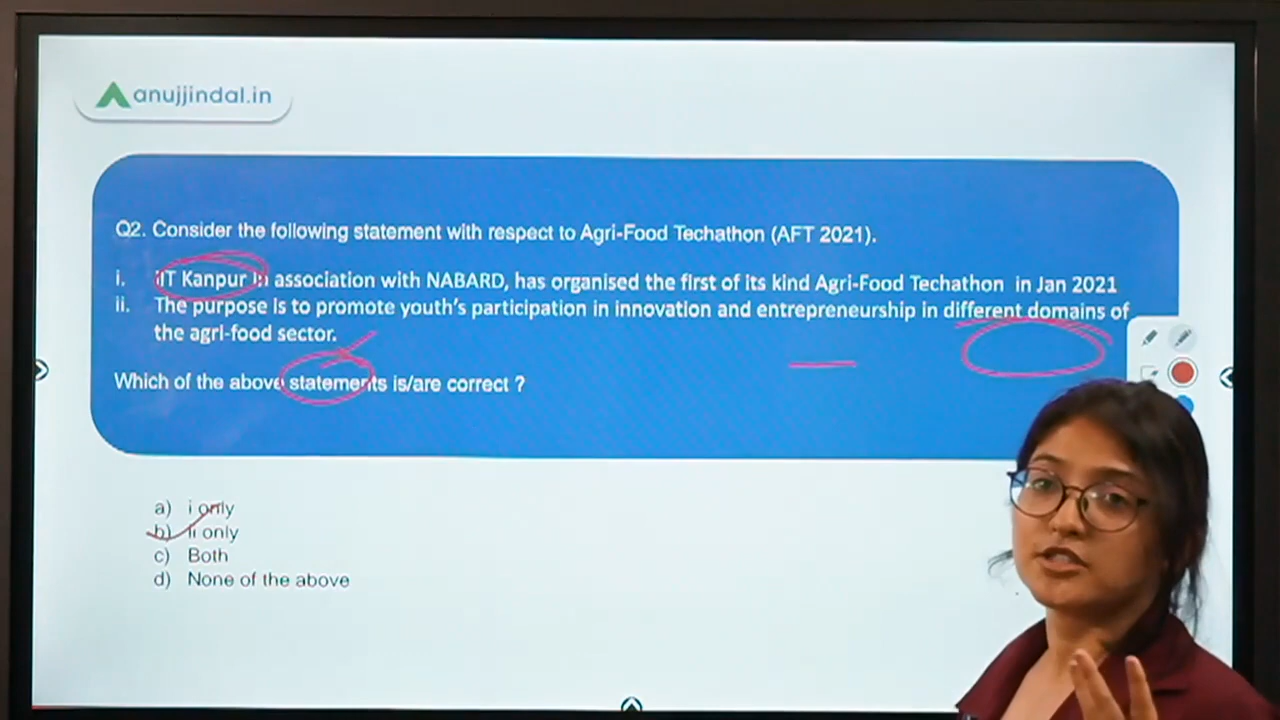 anujjindal.in
Q2. Consider the following statement with respect to Agri-Food Techathon (AFT 2021).
i. IIT Kanpur in association with NABARD, has organised the first of its kind Agri-Food Techathon in Jan 2021
ii. The purpose is to promote youth's participation in innovation and entrepreneurship in different domains of
the agri-food sector.
Which of the above statements is/are correct ?
a) i only
b) ii only
c) Both
d) None of the above